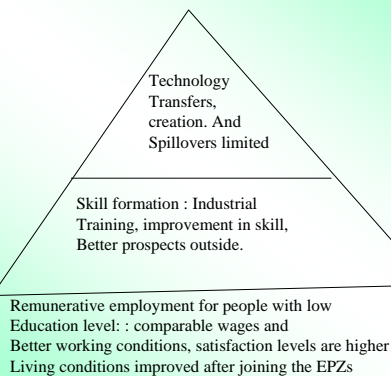 Technology
Transfers,
creation. And
Spillovers limited
Skill formation : Industrial
Training, improvement in skill,
Better prospects outside.
Remunerative employment for people with low
Education level: : comparable wages and
Better working conditions, satisfaction levels are higher
Living conditions improved after joining the EPZs